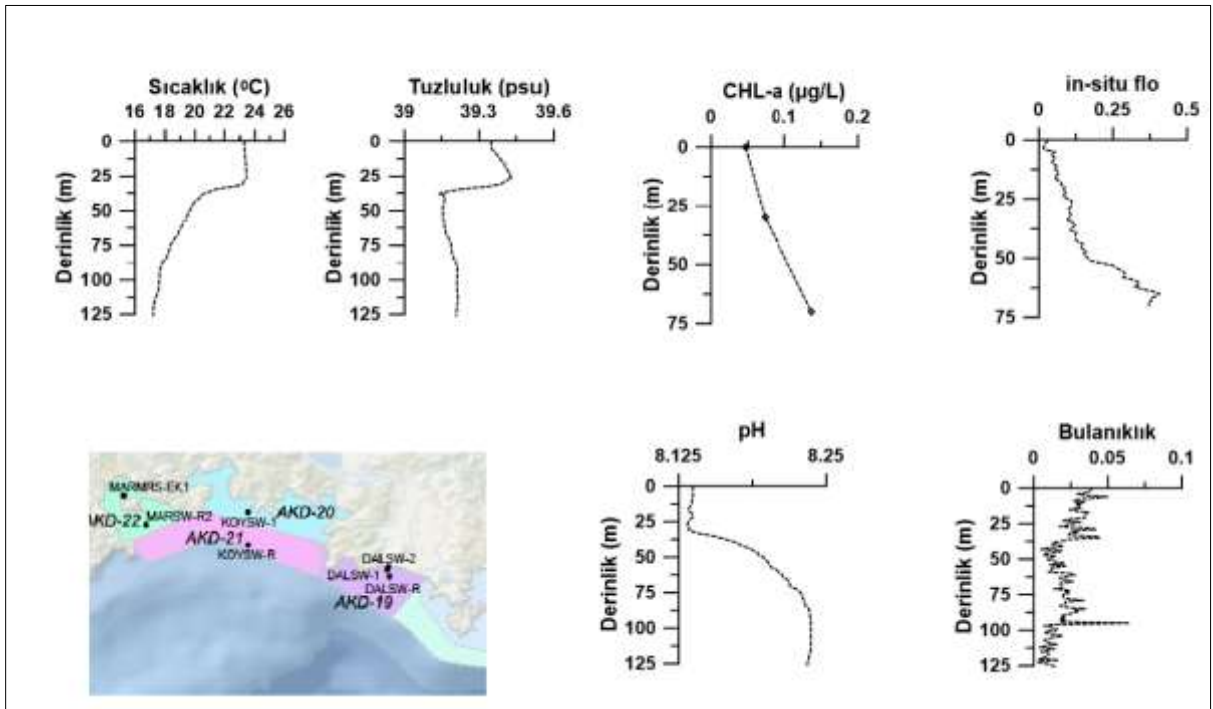 Sıcaklık (ºC)
16 18 20 22 24 26
Derinlik (m)
0
25
50
75
100
125
Tuzluluk (psu)
39 39.3 39.6
Derinlik (m)
0
25
50
75
100
125
CHL-a (µg/L)
0 0.1 0.2
Derinlik (m)
0
25
50
75
in-situ flo
0 0.25 0.5
Derinlik (m)
0
25
50
75
MARMRS-EK1
AKD-22
MARSW-R2
KOYSW-1
AKD-20
AKD-21
KOYSW-R
DALSW-2
DALSW-1
DALSW-R
AKD-19
pH
8.125 8.25
Derinlik (m)
0
25
50
75
100
125
Bulanıklık
0 0.05 0.1
Derinlik (m)
0
25
50
75
100
125